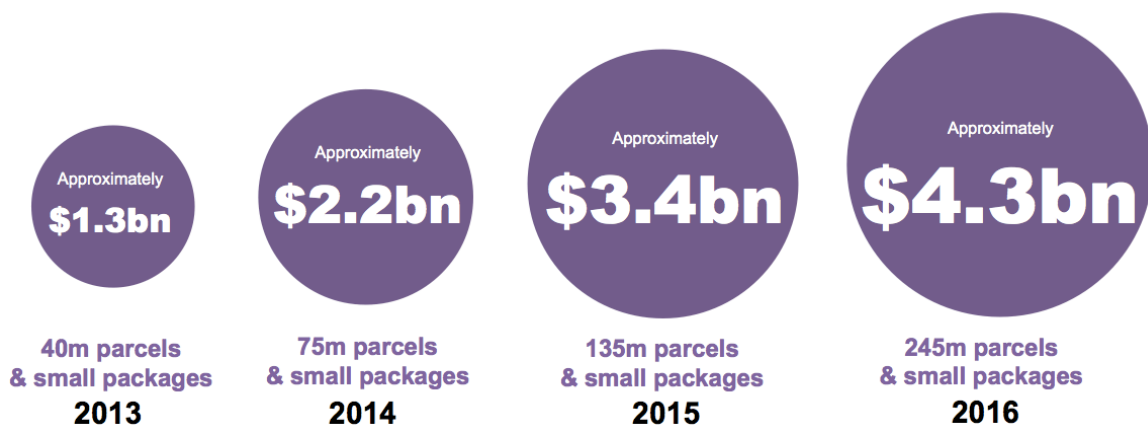 Approximately
$1.3bn
40m parcels
& small packages
2013
Approximately
$2.2bn
75m parcels
& small packages
2014
Approximately
$3.4bn
135m parcels
& small packages
2015
Approximately
$4.3bn
245m parcels
& small packages
2016